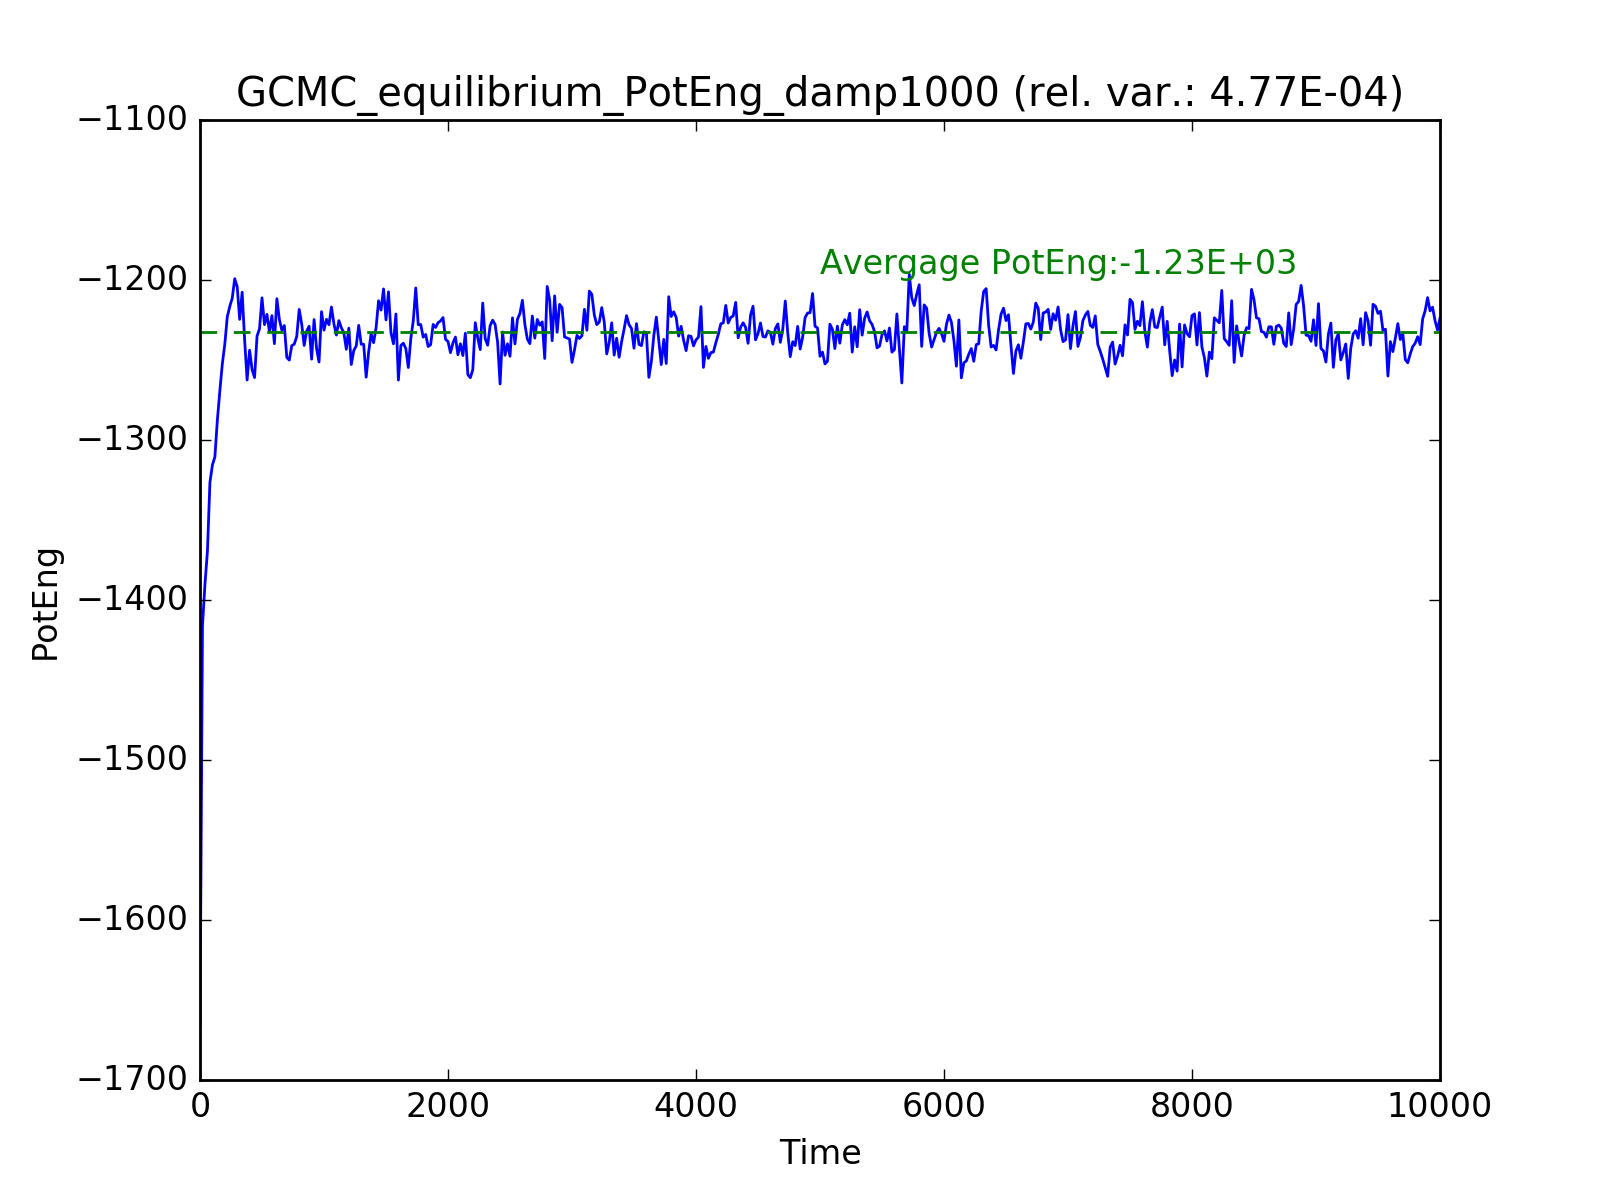 GCMC_equilibrium_PotEng_damp1000 (rel. var.: 4.77E-04)
−1100
Avergage PotEng:-1.23E+03
−1200
−1300
−1400
PotEng
−1500
−1600
−1700
0 2000 4000 6000 8000 10000
Time